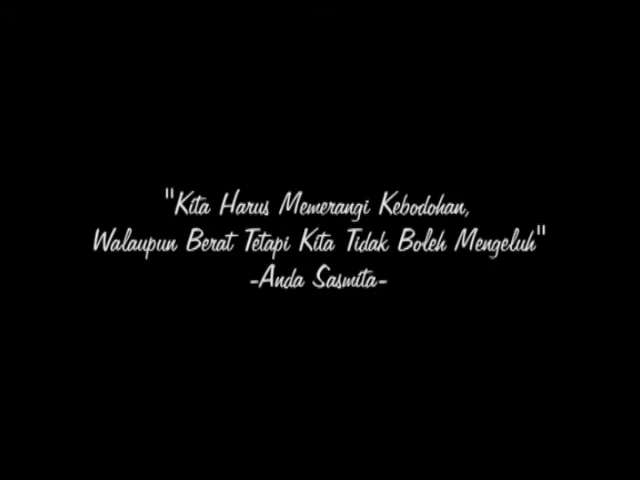 "Kita Harus Memerangi Kebodohan,
Walaupun Berat Tetapi Kita Tidak Boleh Mengeluh"
-Anda Sasmita-